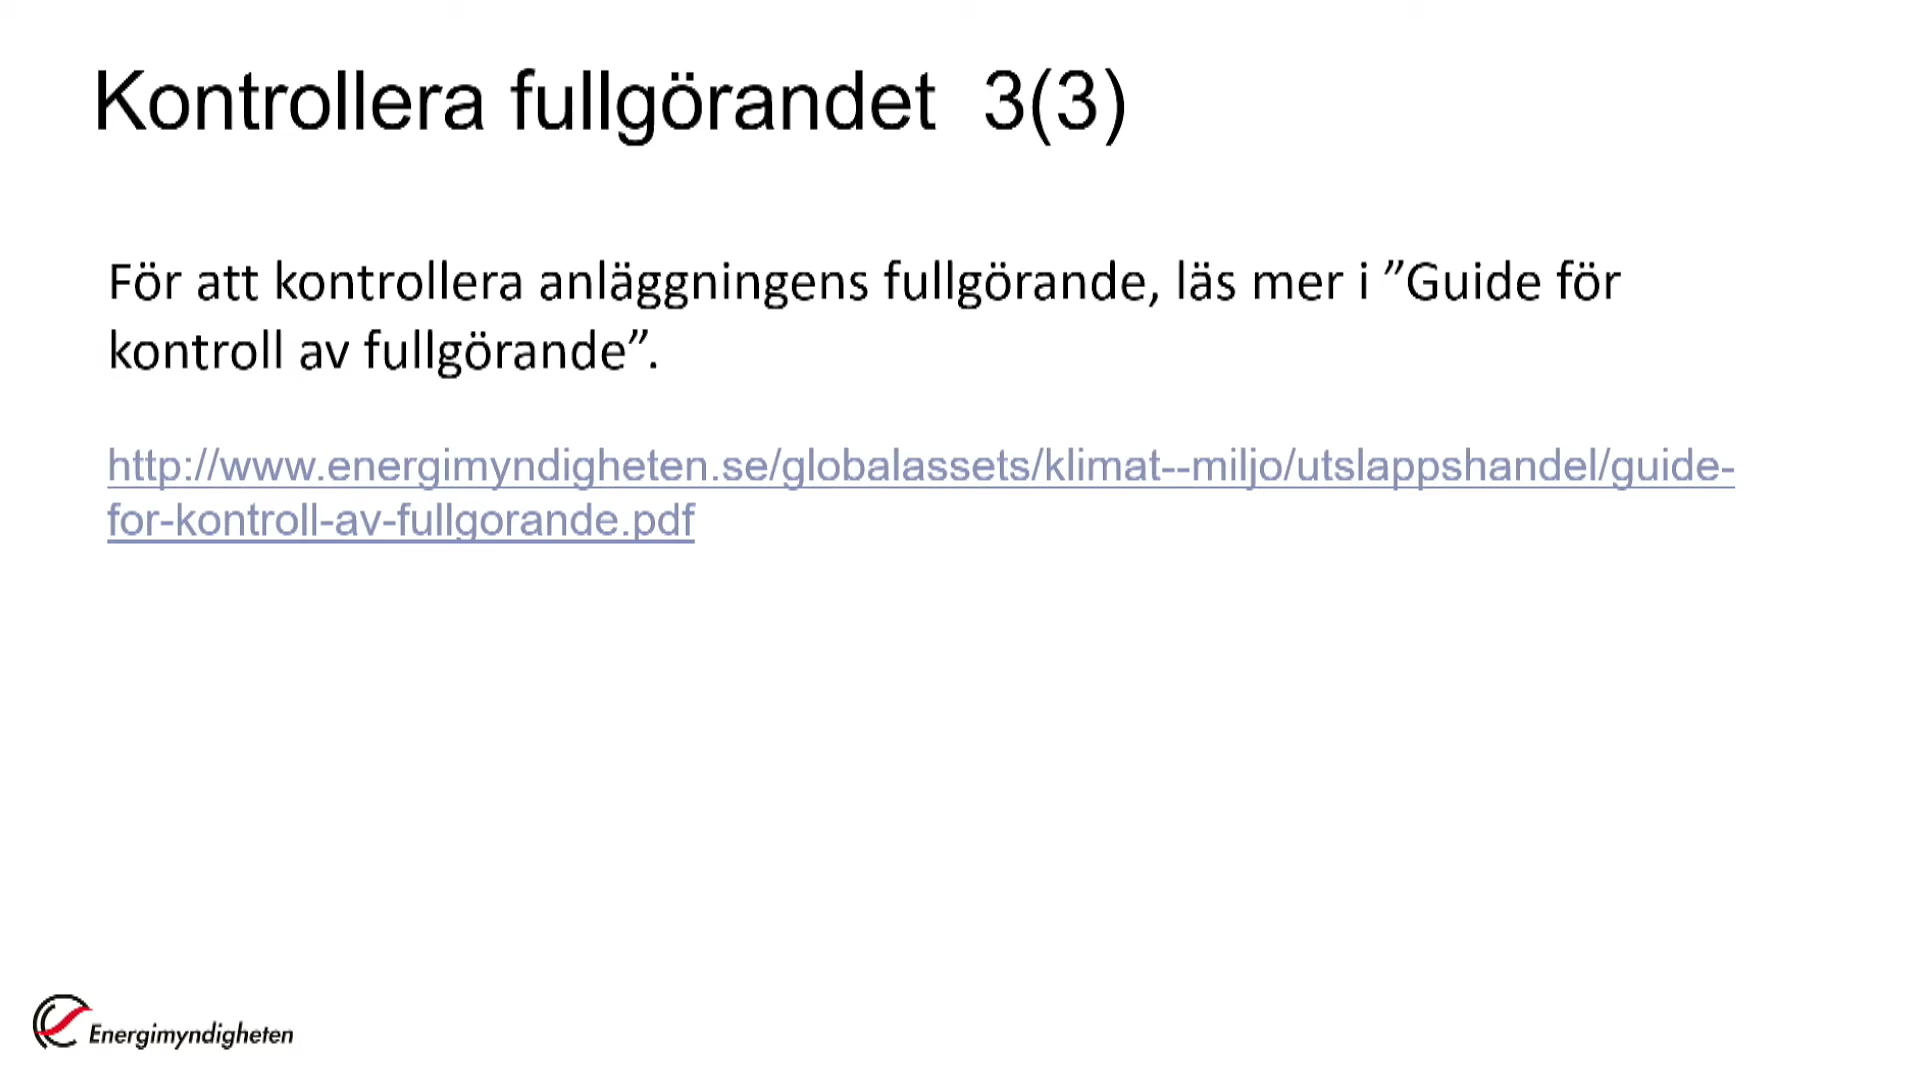 Kontrollera fullgörandet  3(3)
För att kontrollera anläggningens fullgörande, läs mer i ”Guide för
kontroll av fullgörande”.
http://www.energimyndigheten.se/globalassets/klimat--miljo/utslappshandel/guide-
for-kontroll-av-fullgorande.pdf
Energimyndigheten